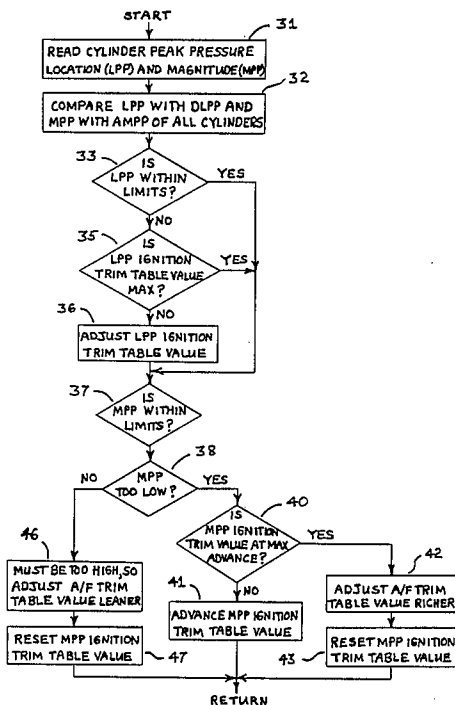 START
31
READ CYLINDER PEAK PRESSURE
LOCATION (LPP) AND MAGNITUDE (MPP)
32
COMPARE LPP WITH DLPP AND
MPP WITH AMPP OF ALL CYLINDERS
33
IS
LPP WITHIN
LIMITS?
YES
NO
35
IS
LPP IGNITION
TRIM TABLE VALUE
MAX?
YES
NO
36
ADJUST LPP IGNITION
TRIM TABLE VALUE
37
IS
MPP WITHIN
LIMITS?
38
MPP
TOO LOW?
NO
YES
40
IS
MPP IGNITION
TRIM VALUE AT MAX
ADVANCE?
YES
NO
46
MUST BE TOO HIGH, SO
ADJUST A/F TRIM
TABLE VALUE LEANER
41
ADVANCE MPP IGNITION
TRIM TABLE VALUE
42
ADJUST A/F TRIM
TABLE VALUE RICHER
RESET MPP IGNITION
TRIM TABLE VALUE
47
RESET MPP IGNITION
TRIM TABLE VALUE
43
RETURN